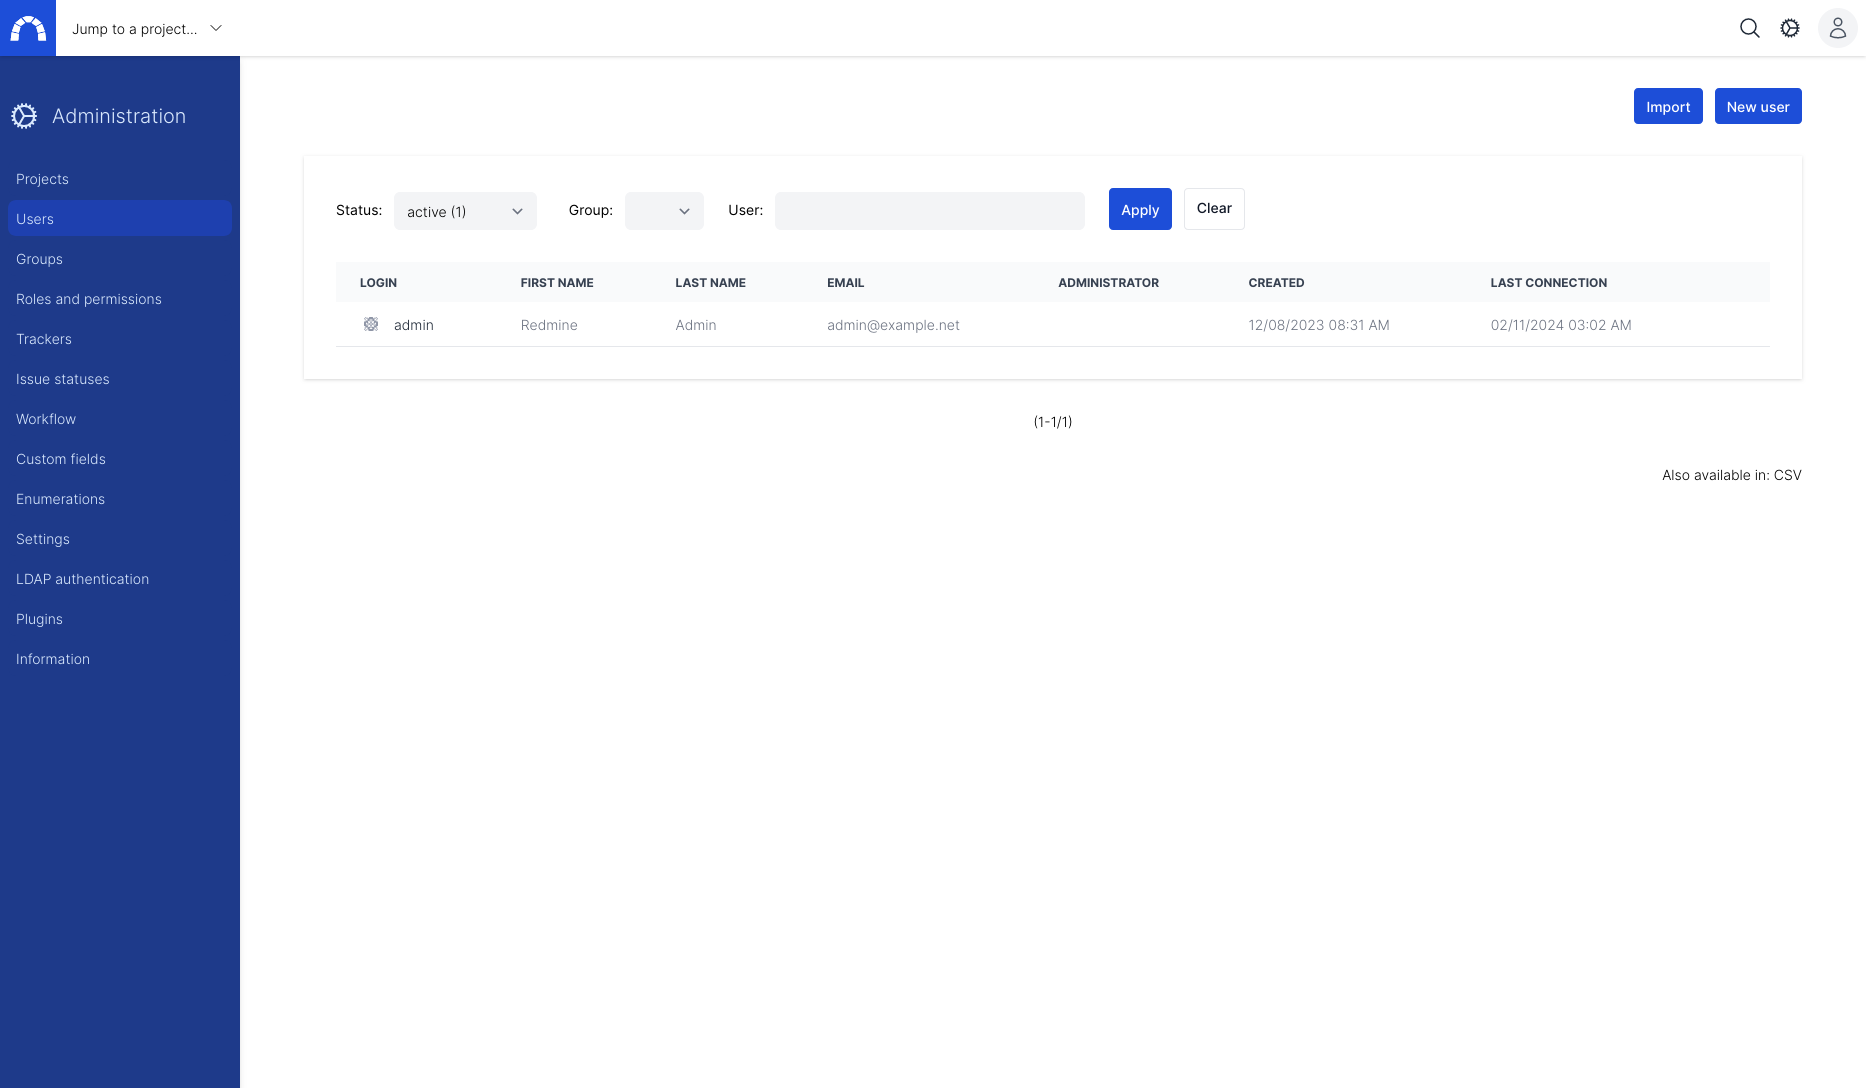 Jump to a project...
Administration
Projects
Users
Groups
Roles and permissions
Trackers
Issue statuses
Workflow
Custom fields
Enumerations
Settings
LDAP authentication
Plugins
Information
Import New user
Status: active (1) Group: User: Apply Clear
LOGIN FIRST NAME LAST NAME EMAIL ADMINISTRATOR CREATED LAST CONNECTION
admin Redmine Admin admin@example.net 12/08/2023 08:31 AM 02/11/2024 03:02 AM
(1-1/1)
Also available in: CSV